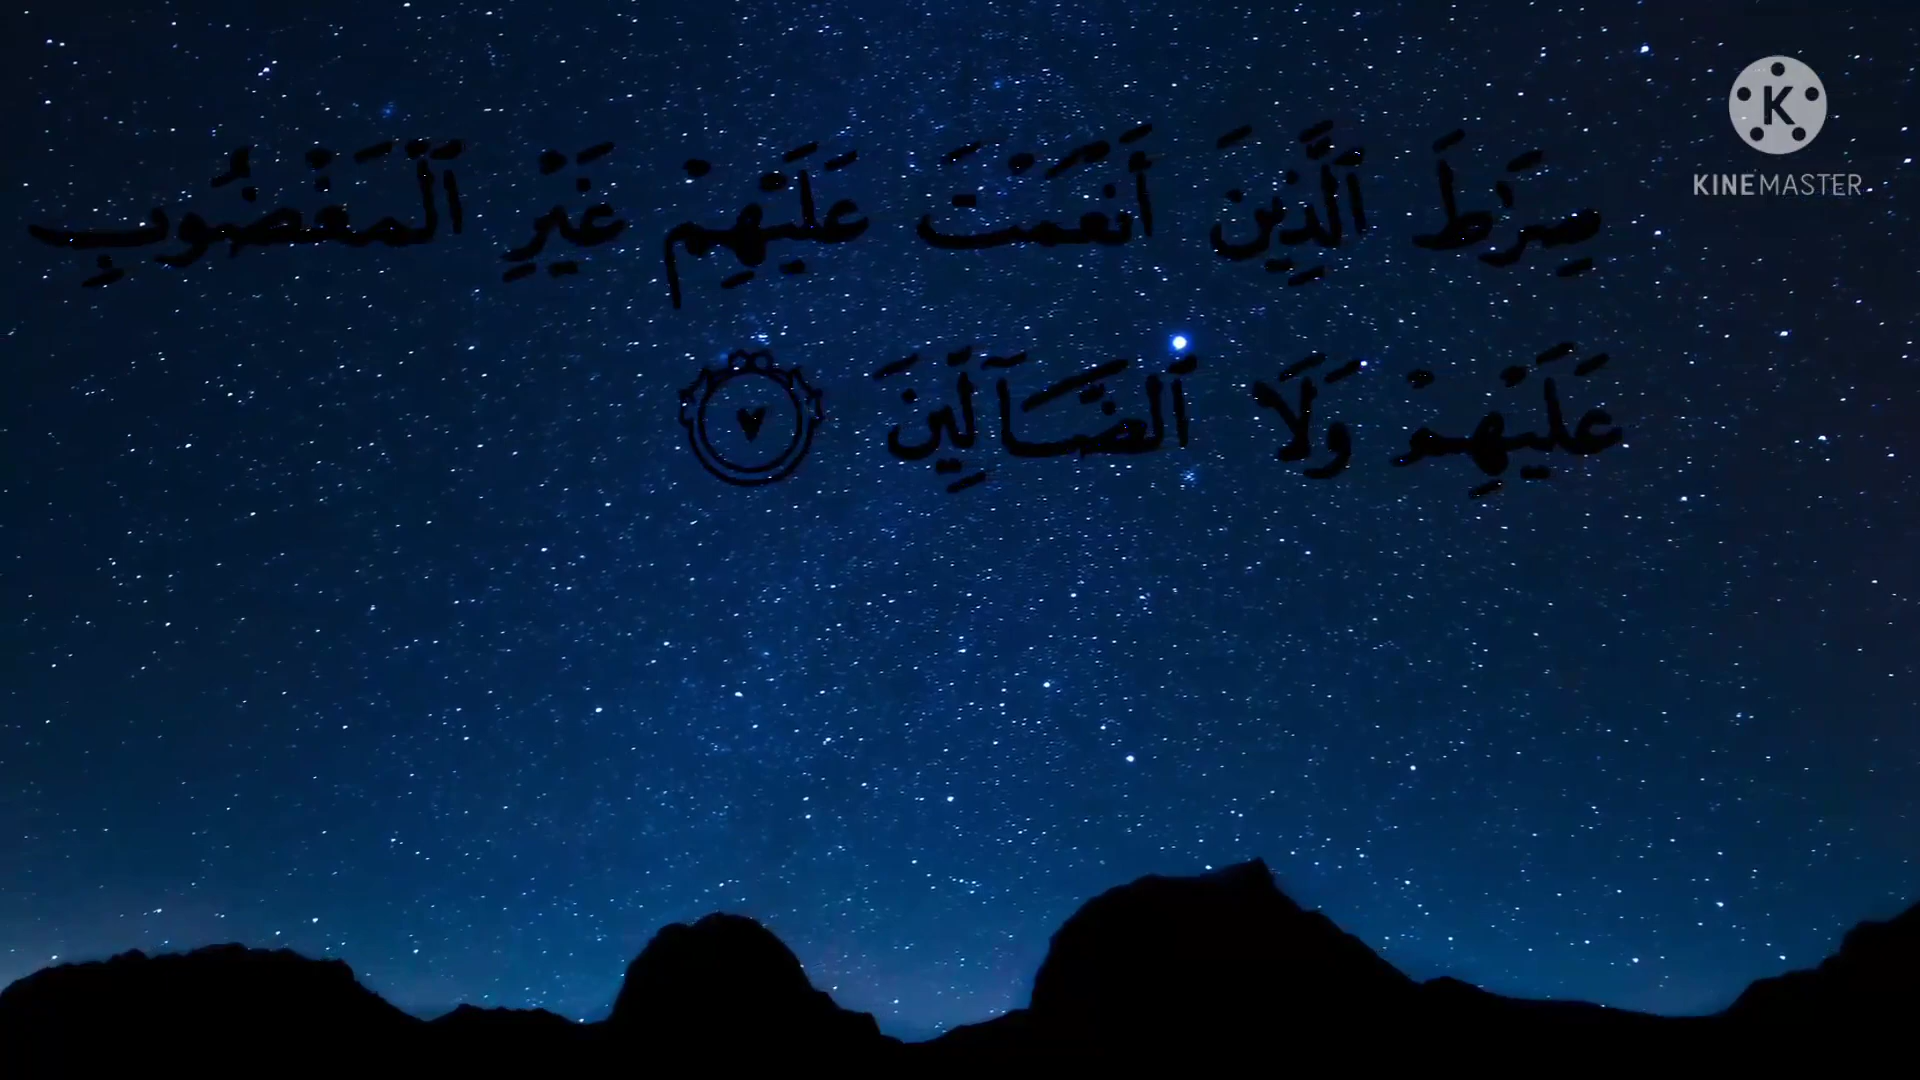 صِرَٰطَ ٱلَّذِينَ أَنْعَمْتَ عَلَيْهِمْ غَيْرِ ٱلْمَغْضُوبِ
عَلَيْهِمْ وَلَا ٱلضَّآلِّينَ ٧
K
KINEMASTER